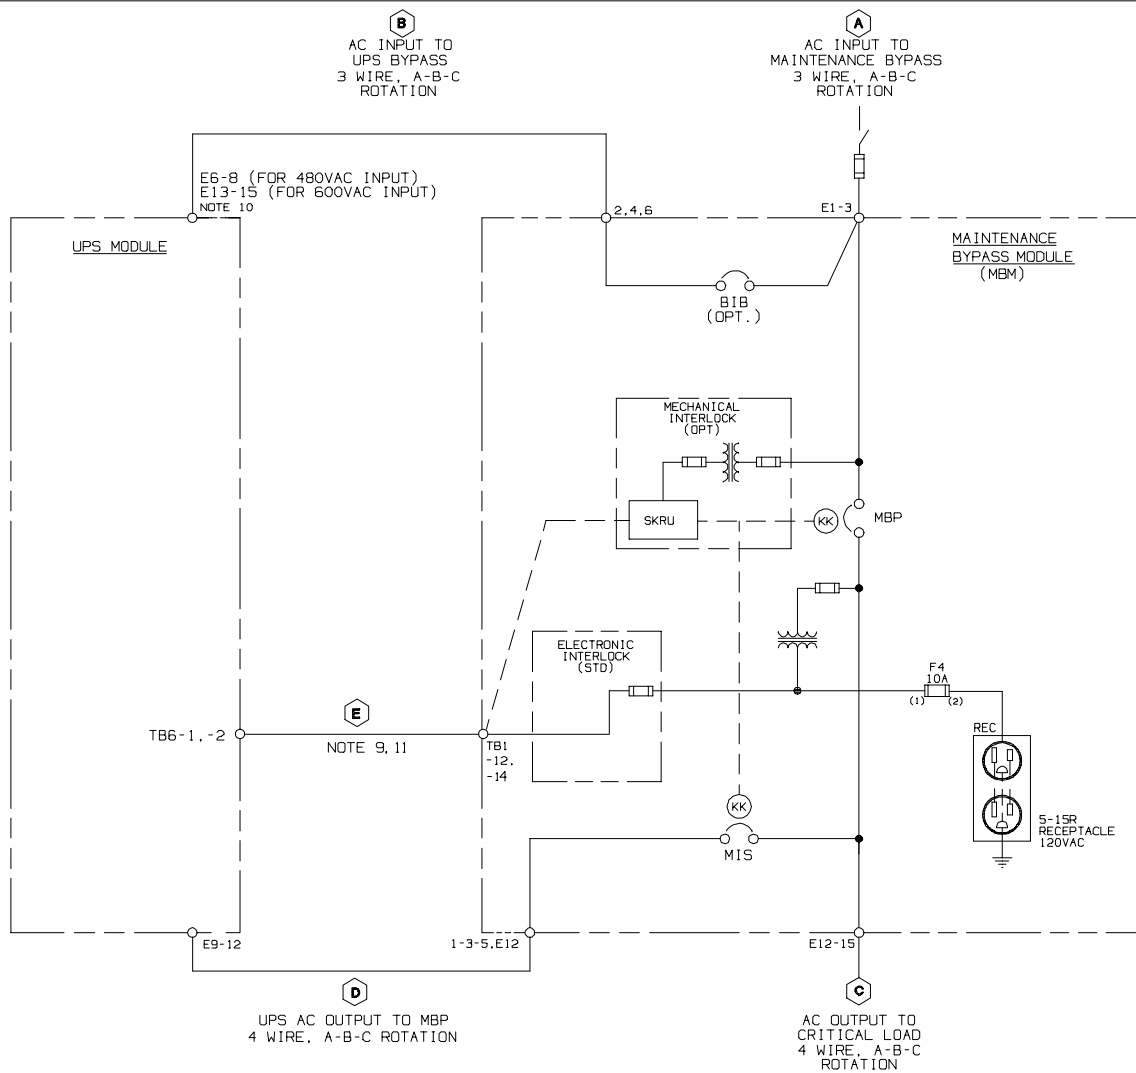 B
AC INPUT TO
UPS BYPASS
3 WIRE, A-B-C
ROTATION
A
AC INPUT TO
MAINTENANCE BYPASS
3 WIRE, A-B-C
ROTATION
E6-8 (FOR 480VAC INPUT)
E13-15 (FOR 600VAC INPUT)
NOTE 10
2,4,6
E1-3
UPS MODULE
MAINTENANCE
BYPASS MODULE
(MBM)
BIB
(OPT.)
MECHANICAL
INTERLOCK
(OPT)
SKRU
KK
MBP
ELECTRONIC
INTERLOCK
(STD)
F4
10A
(1)
(2)
E
TB6-1,-2
NOTE 9,11
TB1
-12,
-14
REC
KK
MIS
5-15R
RECEPTACLE
120VAC
E9-12
1-3-5,E12
E12-15
D
UPS AC OUTPUT TO MBP
4 WIRE, A-B-C ROTATION
C
AC OUTPUT TO
CRITICAL LOAD
4 WIRE, A-B-C
ROTATION